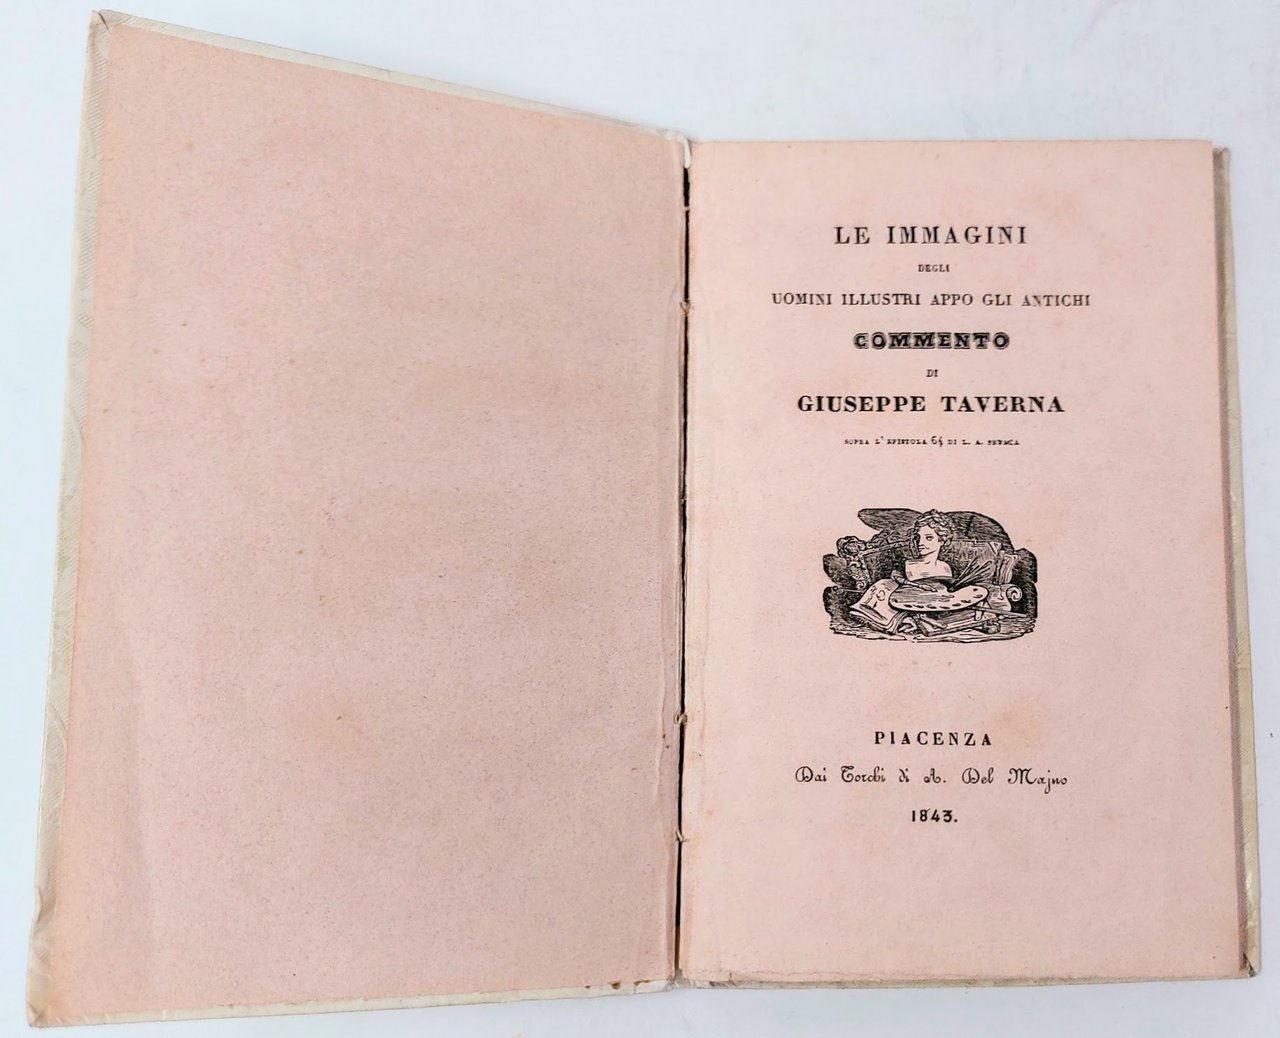 LE IMMAGINI
DEGLI
UOMINI ILLUSTRI APPO GLI ANTICHI
COMMENTO
DI
GIUSEPPE TAVERNA
SOPRA L' EPISTOLA 64 DI L. A. SENECA
PIACENZA
Dai Torchi di A. Del Majno
1843.